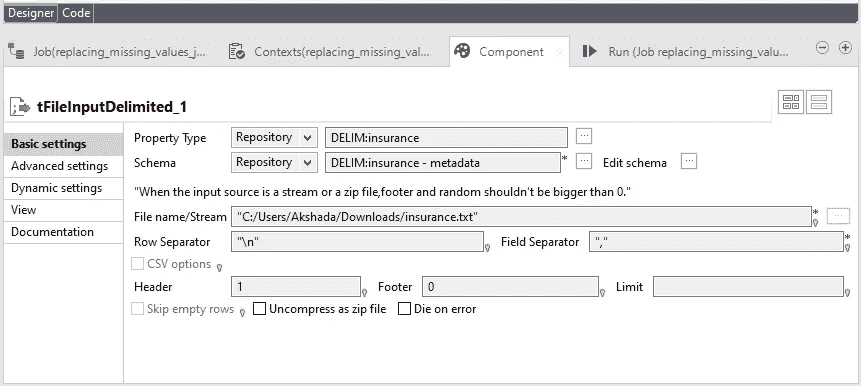 Designer Code
Job(replacing_missing_values_j... Contexts(replacing_missing_val... Component Run (Job replacing_missing_valu...
tFileInputDelimited_1
Basic settings
Advanced settings
Dynamic settings
View
Documentation
Property Type Repository DELIM:insurance ...
Schema Repository DELIM:insurance - metadata * ... Edit schema ...
"When the input source is a stream or a zip file,footer and random shouldn't be bigger than 0."
File name/Stream "C:/Users/Akshada/Downloads/insurance.txt" * ...
Row Separator "\n" Field Separator "," *
CSV options
Header 1 Footer 0 Limit
Skip empty rows Uncompress as zip file Die on error